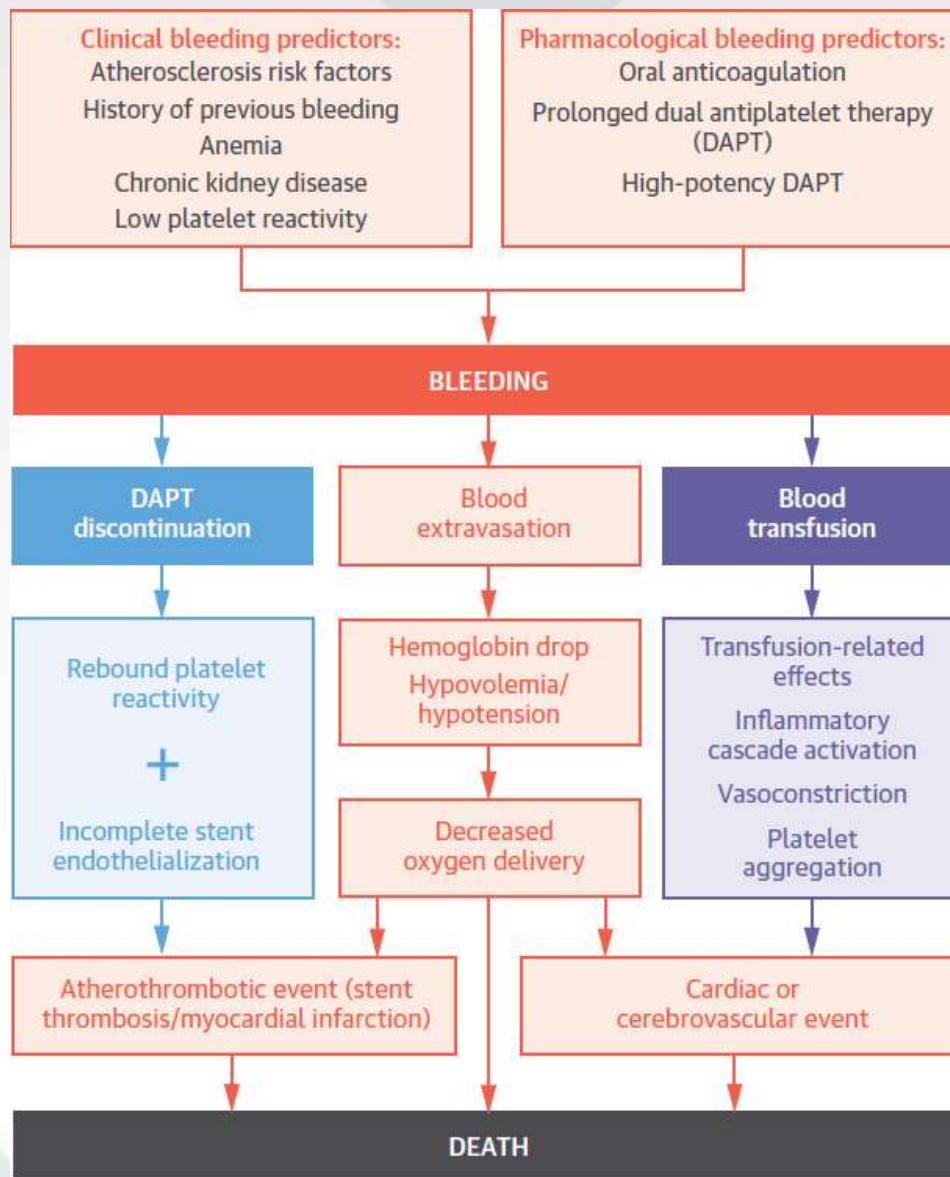 Clinical bleeding predictors:
Atherosclerosis risk factors
History of previous bleeding
Anemia
Chronic kidney disease
Low platelet reactivity
Pharmacological bleeding predictors:
Oral anticoagulation
Prolonged dual antiplatelet therapy
(DAPT)
High-potency DAPT
BLEEDING
DAPT
discontinuation
Blood
extravasation
Blood
transfusion
Rebound platelet
reactivity
+
Incomplete stent
endothelialization
Hemoglobin drop
Hypovolemia/
hypotension
Decreased
oxygen delivery
Transfusion-related
effects
Inflammatory
cascade activation
Vasoconstriction
Platelet
aggregation
Atherothrombotic event (stent
thrombosis/myocardial infarction)
Cardiac or
cerebrovascular event
DEATH